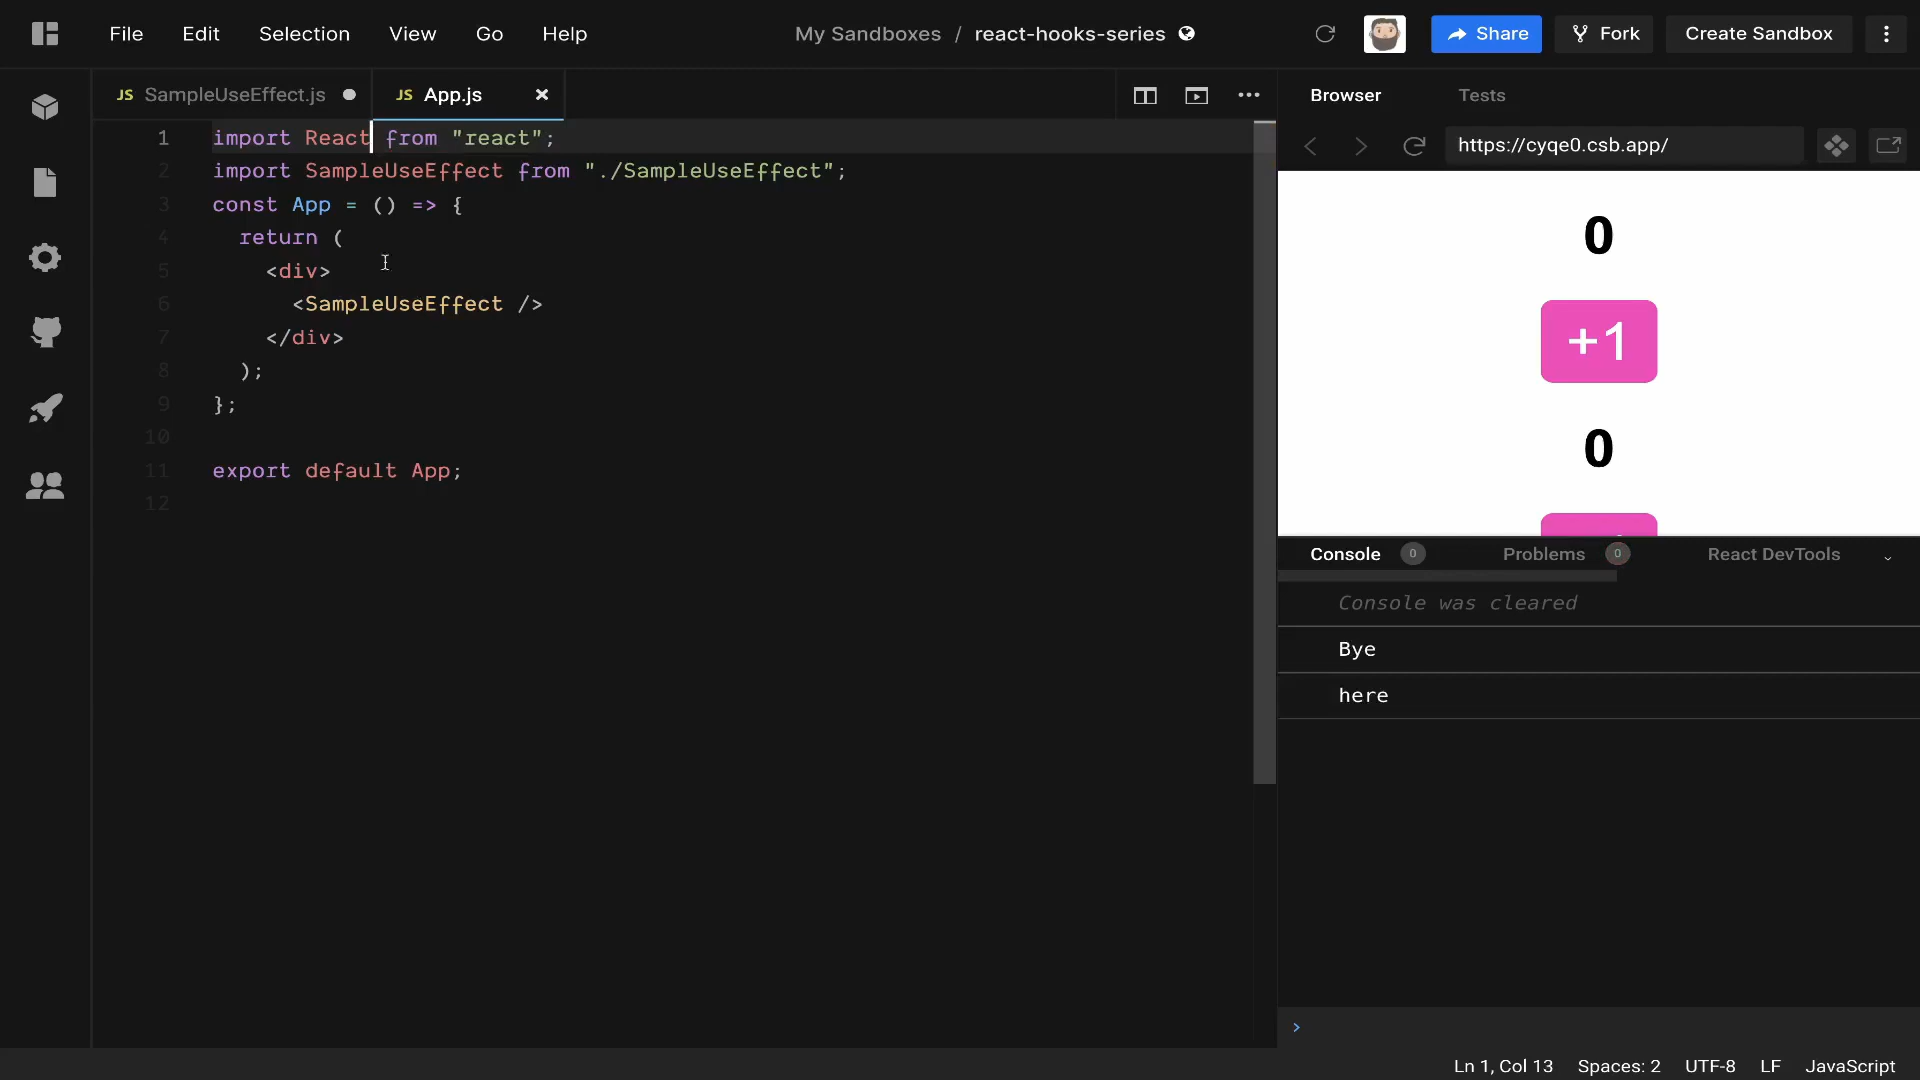 File Edit Selection View Go Help My Sandboxes / react-hooks-series Share Fork Create Sandbox
JS SampleUseEffect.js JS App.js
1 import React from "react";
2 import SampleUseEffect from "./SampleUseEffect";
3 const App = () => {
4 return (
5 <div>
6 <SampleUseEffect />
7 </div>
8 );
9 };
10
11 export default App;
12
Browser Tests
https://cyqe0.csb.app/
0
+1
0
Console 0 Problems 0 React DevTools
Console was cleared
Bye
here
>
Ln 1, Col 13 Spaces: 2 UTF-8 LF JavaScript